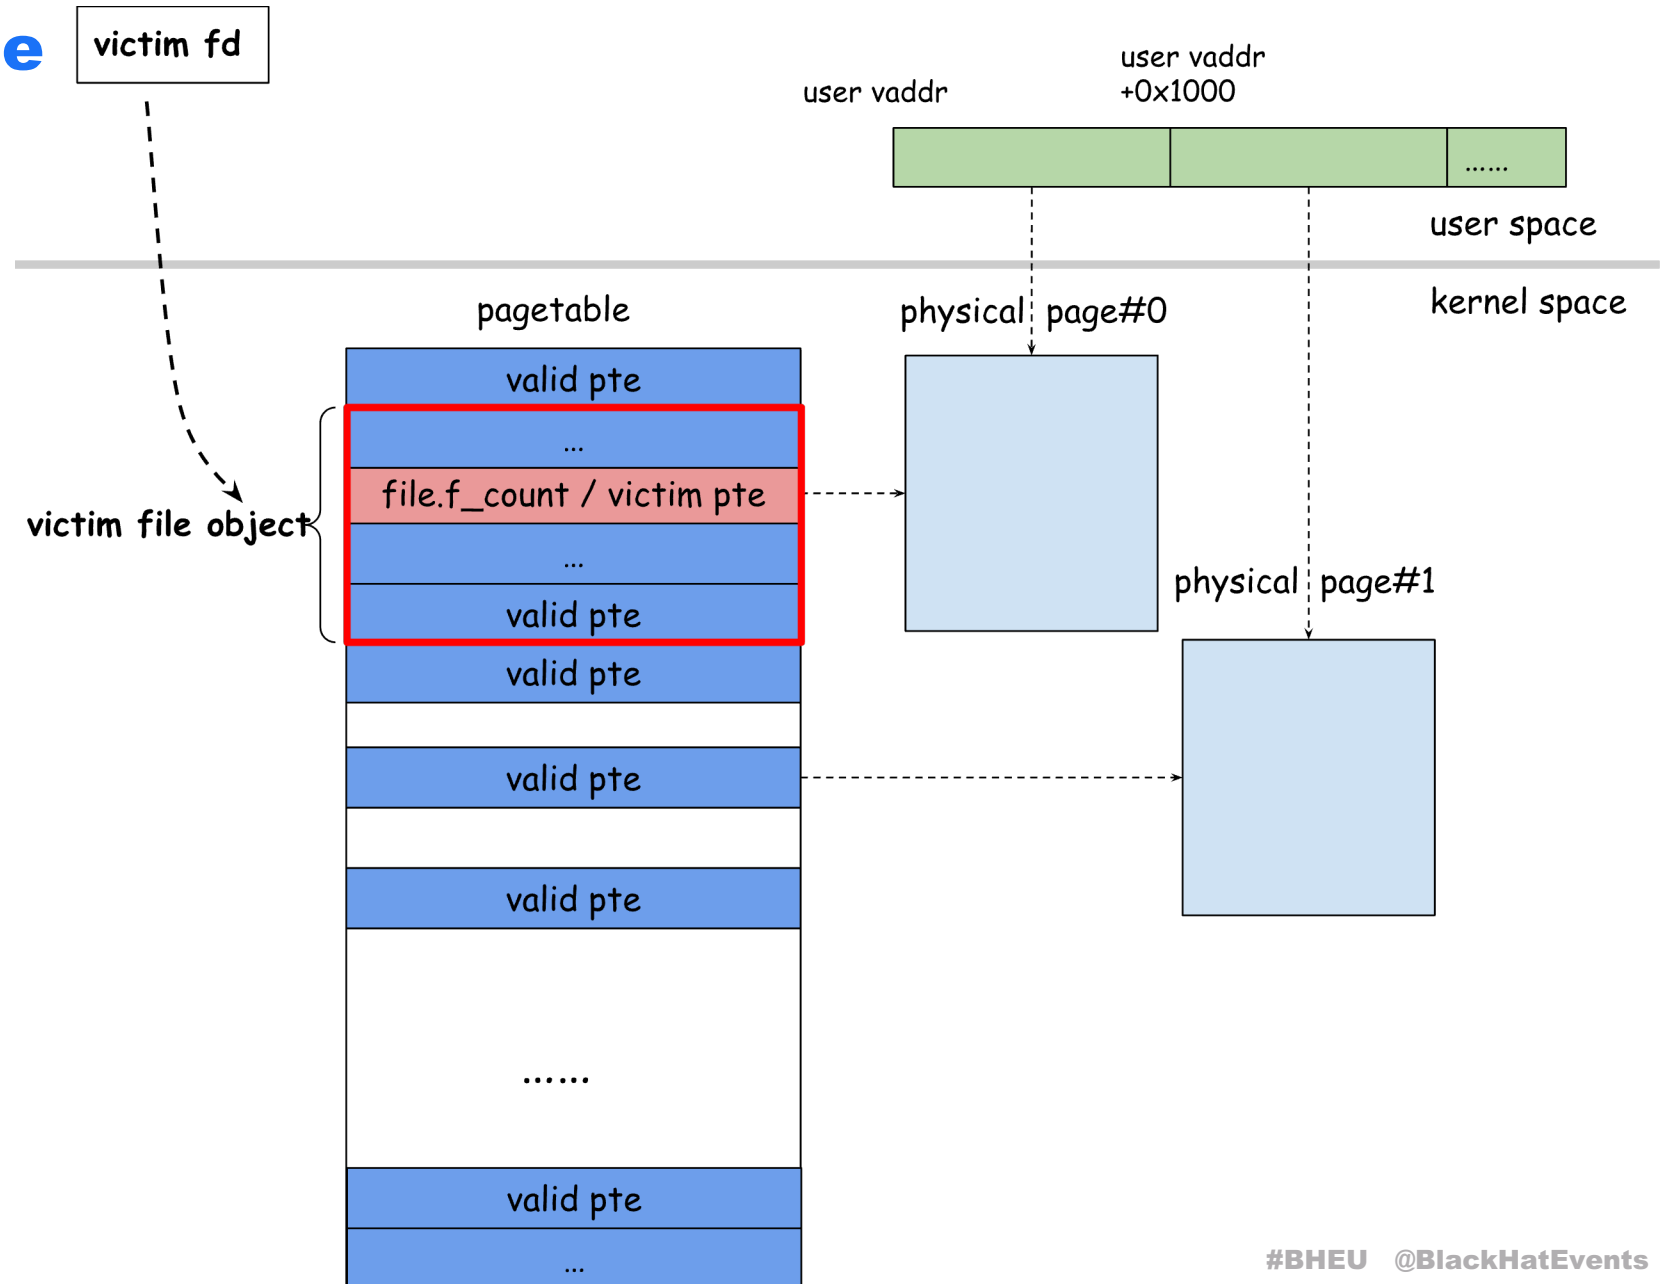 e
victim fd
user vaddr
user vaddr
+0x1000
......
user space
kernel space
pagetable
physical page#0
valid pte
...
file.f_count / victim pte
victim file object
...
physical page#1
valid pte
valid pte
valid pte
valid pte
......
valid pte
...
#BHEU @BlackHatEvents